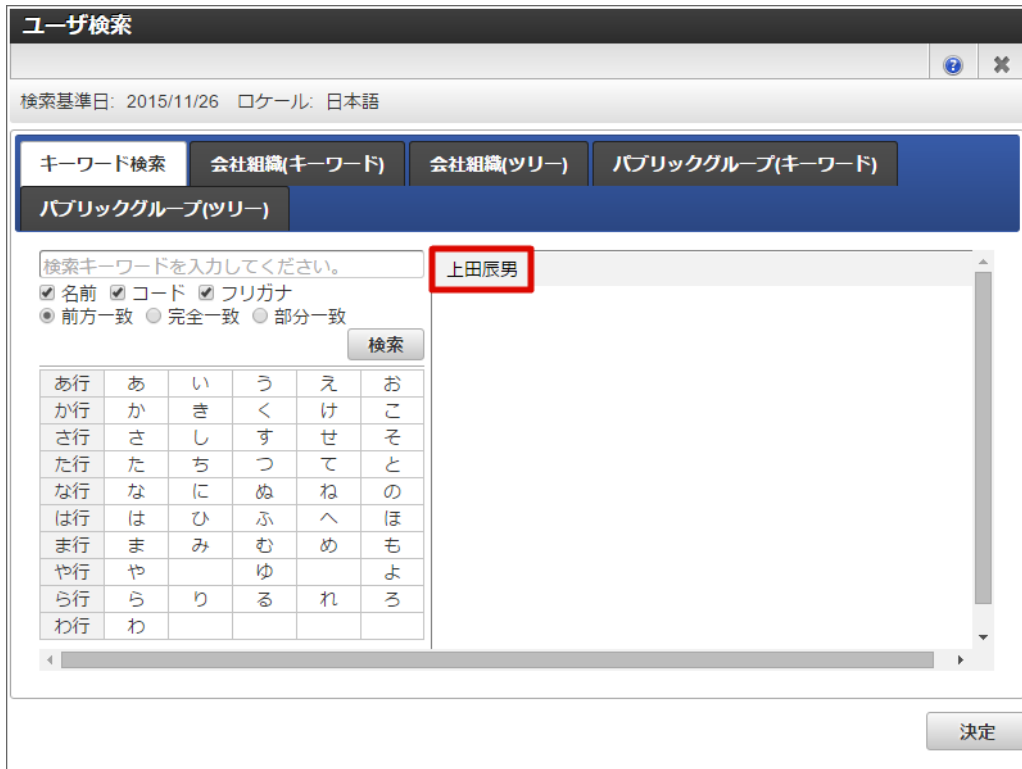 ユーザ検索
検索基準日: 2015/11/26 ロケール: 日本語
キーワード検索 会社組織(キーワード) 会社組織(ツリー) パブリックグループ(キーワード)
パブリックグループ(ツリー)
検索キーワードを入力してください。
名前 コード フリガナ
前方一致 完全一致 部分一致
検索
あ行 あ い う え お
か行 か き く け こ
さ行 さ し す せ そ
た行 た ち つ て と
な行 な に ぬ ね の
は行 は ひ ふ へ ほ
ま行 ま み む め も
や行 や ゆ よ
ら行 ら り る れ ろ
わ行 わ
上田辰男
決定